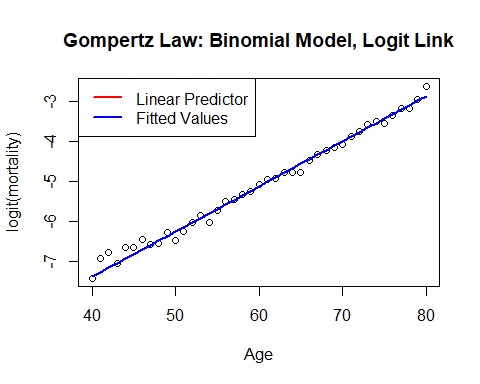 Gompertz Law: Binomial Model, Logit Link
Linear Predictor
Fitted Values
logit(mortality)
-3
-4
-5
-6
-7
40
50
60
70
80
Age